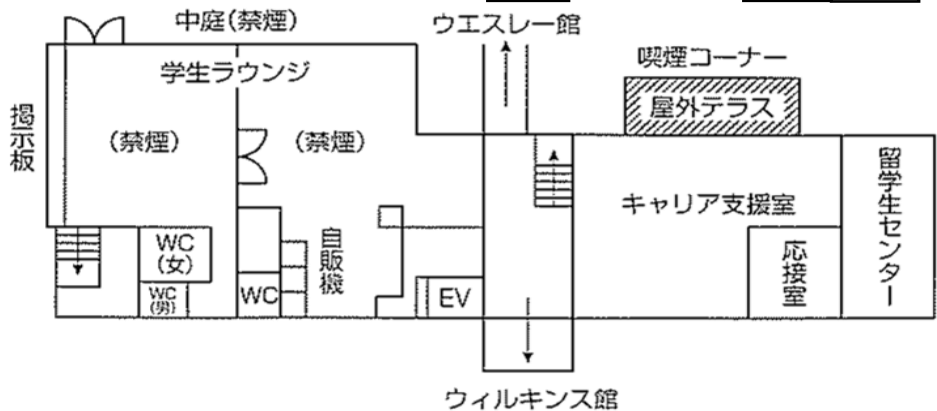 中庭(禁煙)
ウエスレー館
喫煙コーナー
屋外テラス
学生ラウンジ
掲示板
(禁煙)
(禁煙)
キャリア支援室
留学生センター
応接室
WC
(女)
WC
(男)
WC
自販機
EV
ウィルキンス館